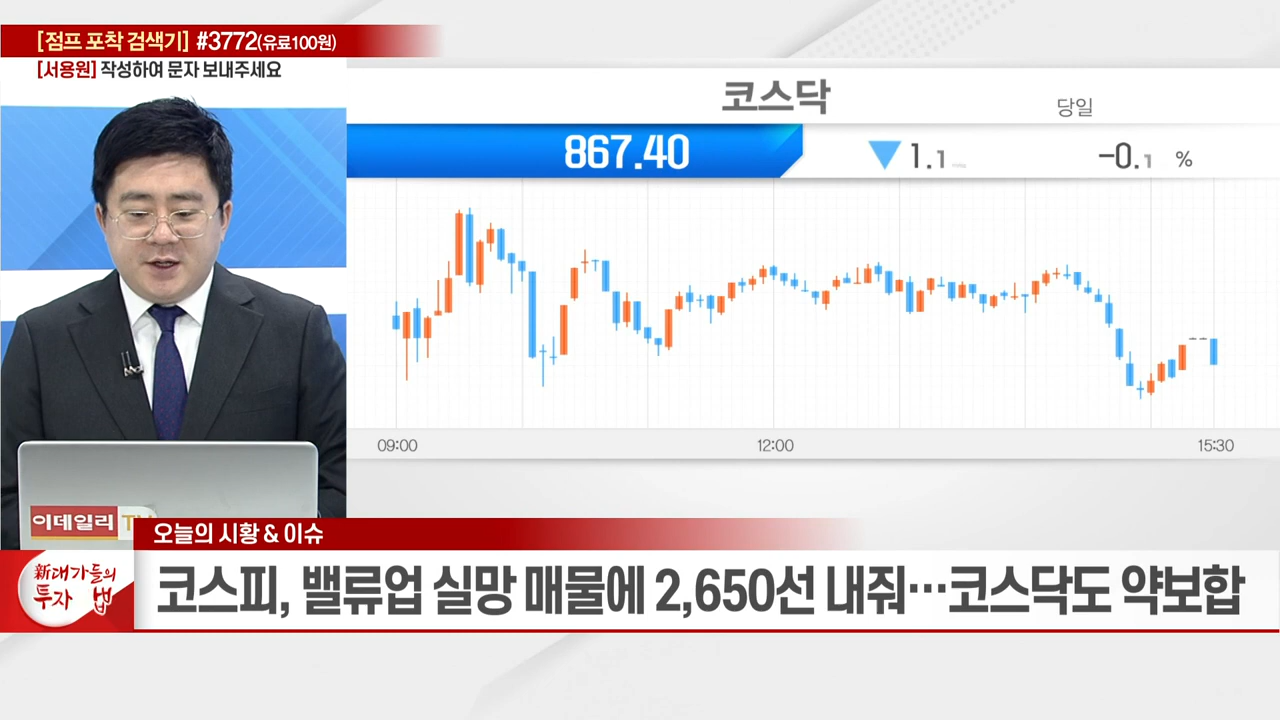 [점프 포착 검색기] #3772(유료100원)
[서용원] 작성하여 문자 보내주세요
코스닥
당일
867.40
▼1.1
-0.1 %
09:00
12:00
15:30
이데일리 TV
오늘의 시황 & 이슈
新대가들의
투자 법
코스피, 밸류업 실망 매물에 2,650선 내줘…코스닥도 약보합